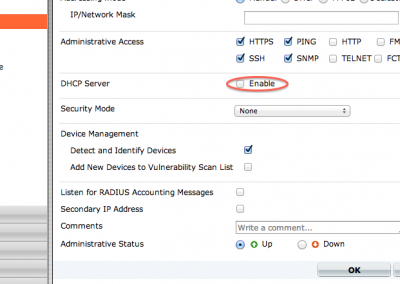 IP/Network Mask
Administrative Access HTTPS PING HTTP FM
SSH SNMP TELNET FCT
DHCP Server Enable
Security Mode None
Device Management
Detect and Identify Devices
Add New Devices to Vulnerability Scan List
Listen for RADIUS Accounting Messages
Secondary IP Address
Comments Write a comment...
Administrative Status Up Down
OK